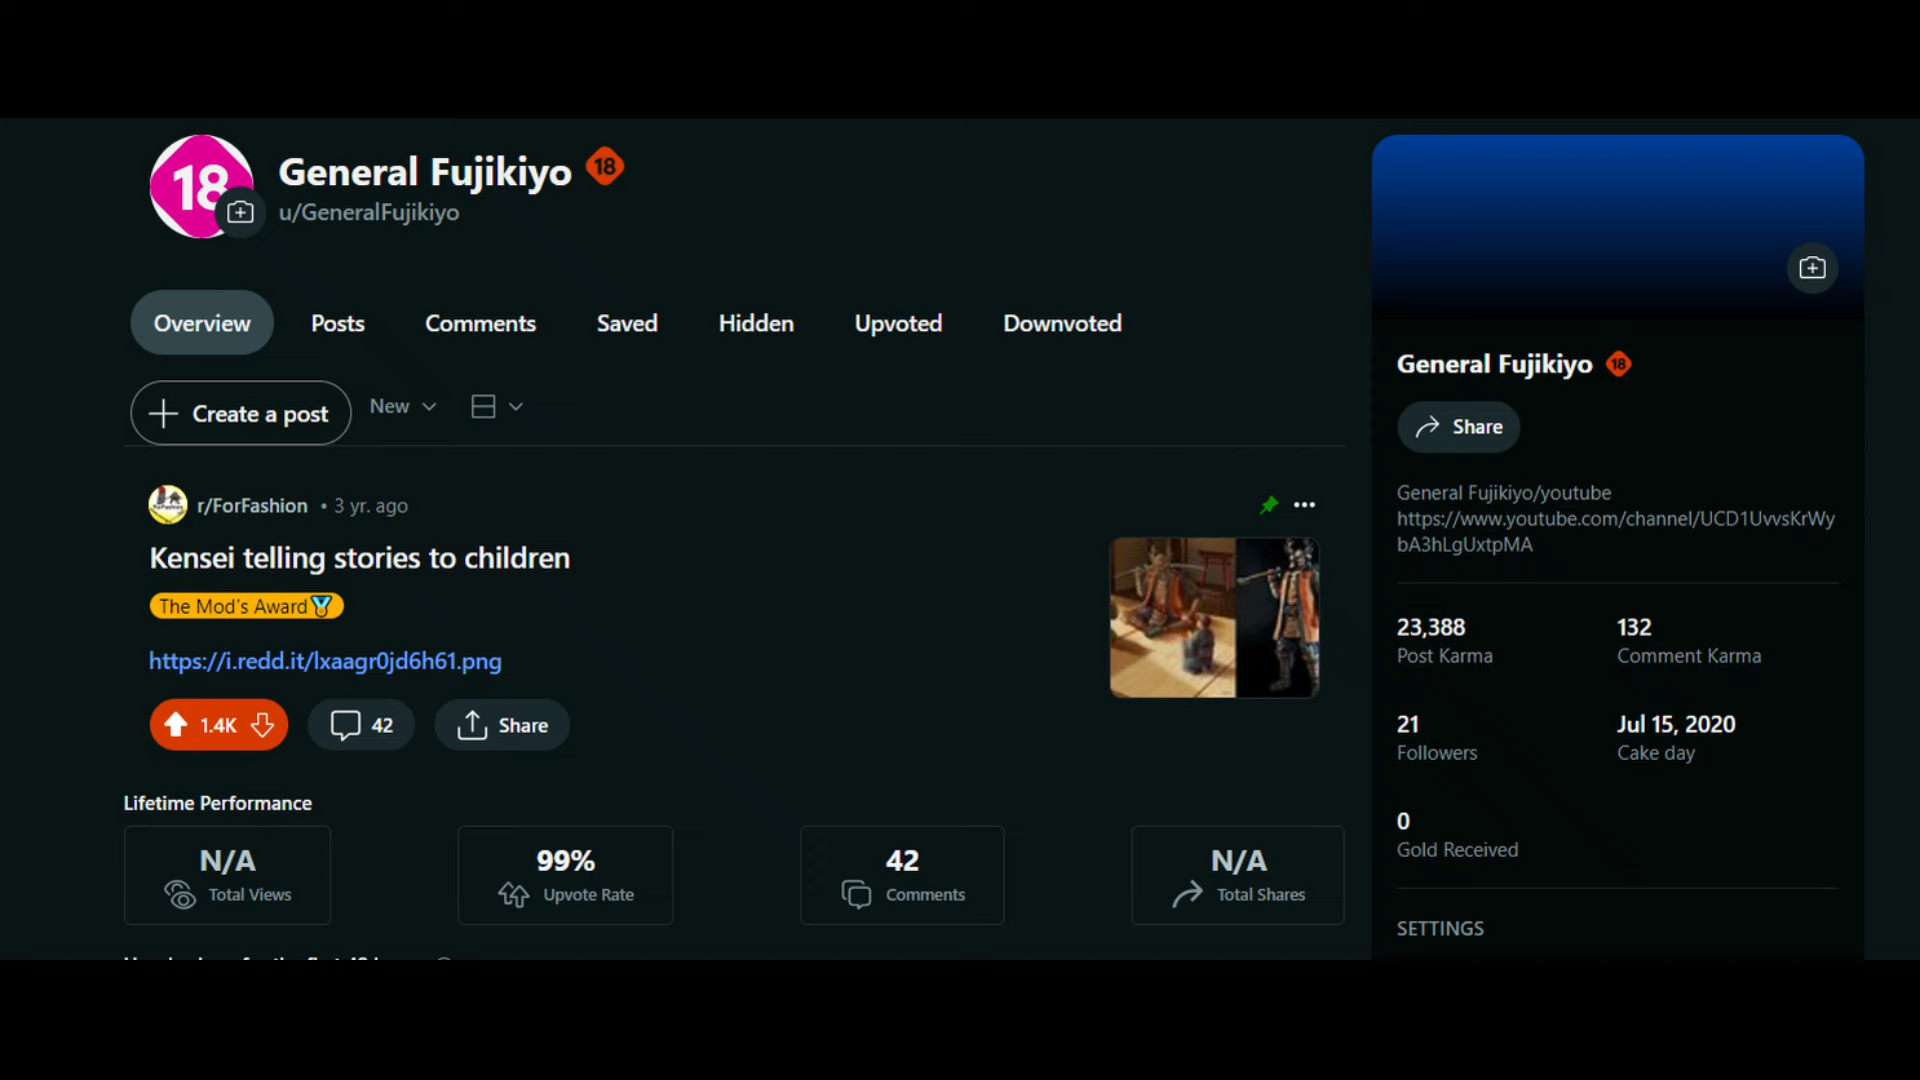 18
General Fujikiyo 18
u/GeneralFujikiyo
Overview
Posts
Comments
Saved
Hidden
Upvoted
Downvoted
Create a post
New
r/ForFashion • 3 yr. ago
Kensei telling stories to children
The Mod's Award
https://i.redd.it/lxaagr0jd6h61.png
1.4K
42
Share
Lifetime Performance
N/A
Total Views
99%
Upvote Rate
42
Comments
N/A
Total Shares
General Fujikiyo 18
Share
General Fujikiyo/youtube
https://www.youtube.com/channel/UCD1UvvsKrWy
bA3hLgUxtpMA
23,388
Post Karma
132
Comment Karma
21
Followers
Jul 15, 2020
Cake day
0
Gold Received
SETTINGS